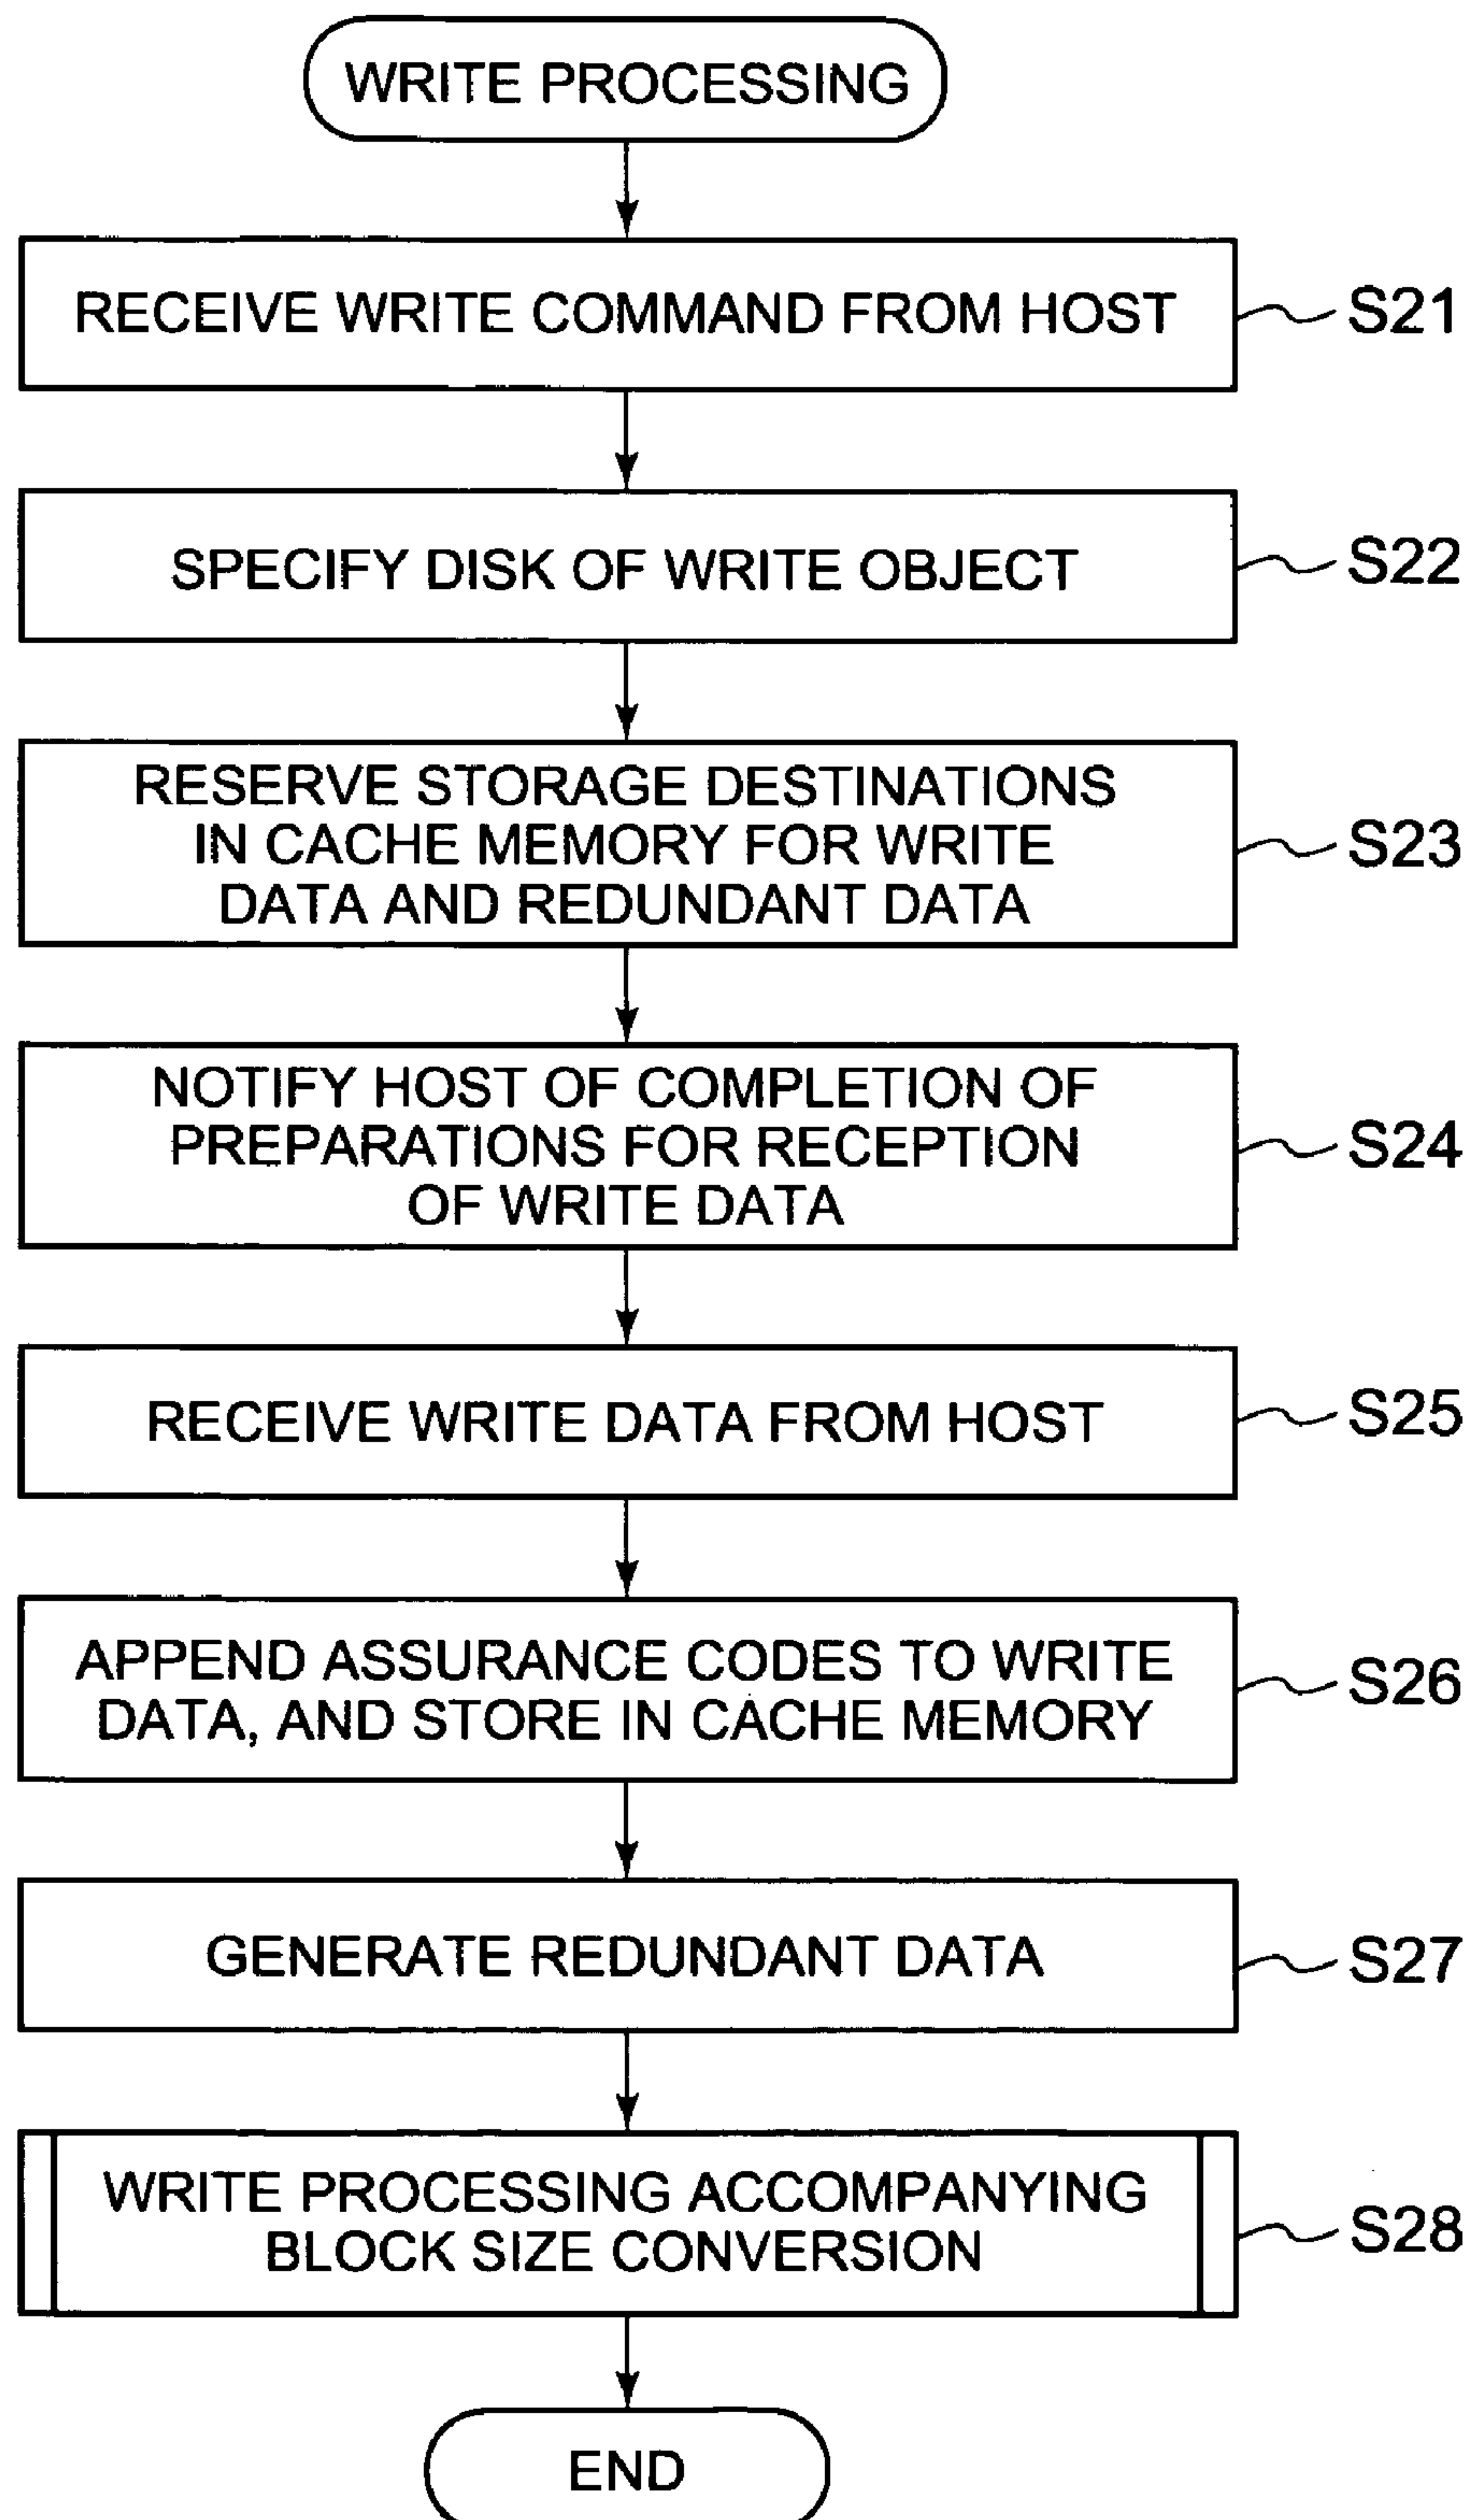 WRITE PROCESSING
RECEIVE WRITE COMMAND FROM HOST
S21
SPECIFY DISK OF WRITE OBJECT
S22
RESERVE STORAGE DESTINATIONS
IN CACHE MEMORY FOR WRITE
DATA AND REDUNDANT DATA
S23
NOTIFY HOST OF COMPLETION OF
PREPARATIONS FOR RECEPTION
OF WRITE DATA
S24
RECEIVE WRITE DATA FROM HOST
S25
APPEND ASSURANCE CODES TO WRITE
DATA, AND STORE IN CACHE MEMORY
S26
GENERATE REDUNDANT DATA
S27
WRITE PROCESSING ACCOMPANYING
BLOCK SIZE CONVERSION
S28
END